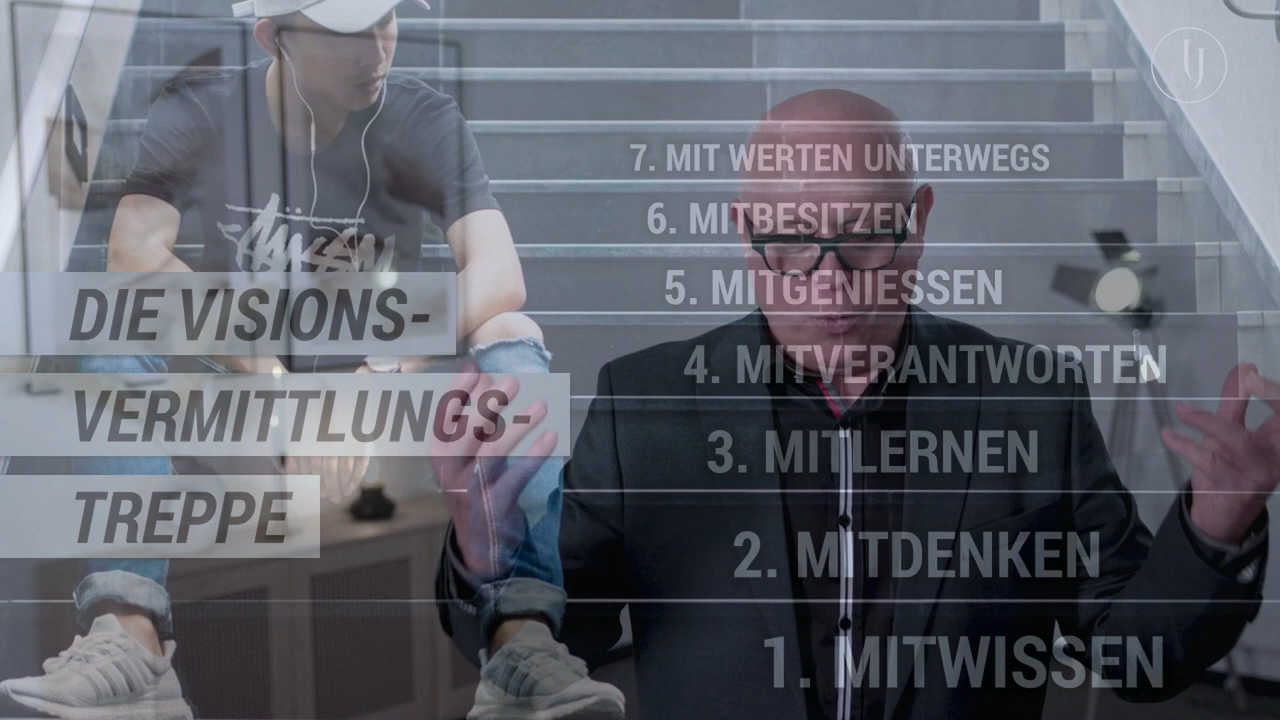 DIE VISIONS-
VERMITTLUNGS-
TREPPE
7. MIT WERTEN UNTERWEGS
6. MITBESITZEN
5. MITGENIESSEN
4. MITVERANTWORTEN
3. MITLERNEN
2. MITDENKEN
1. MITWISSEN